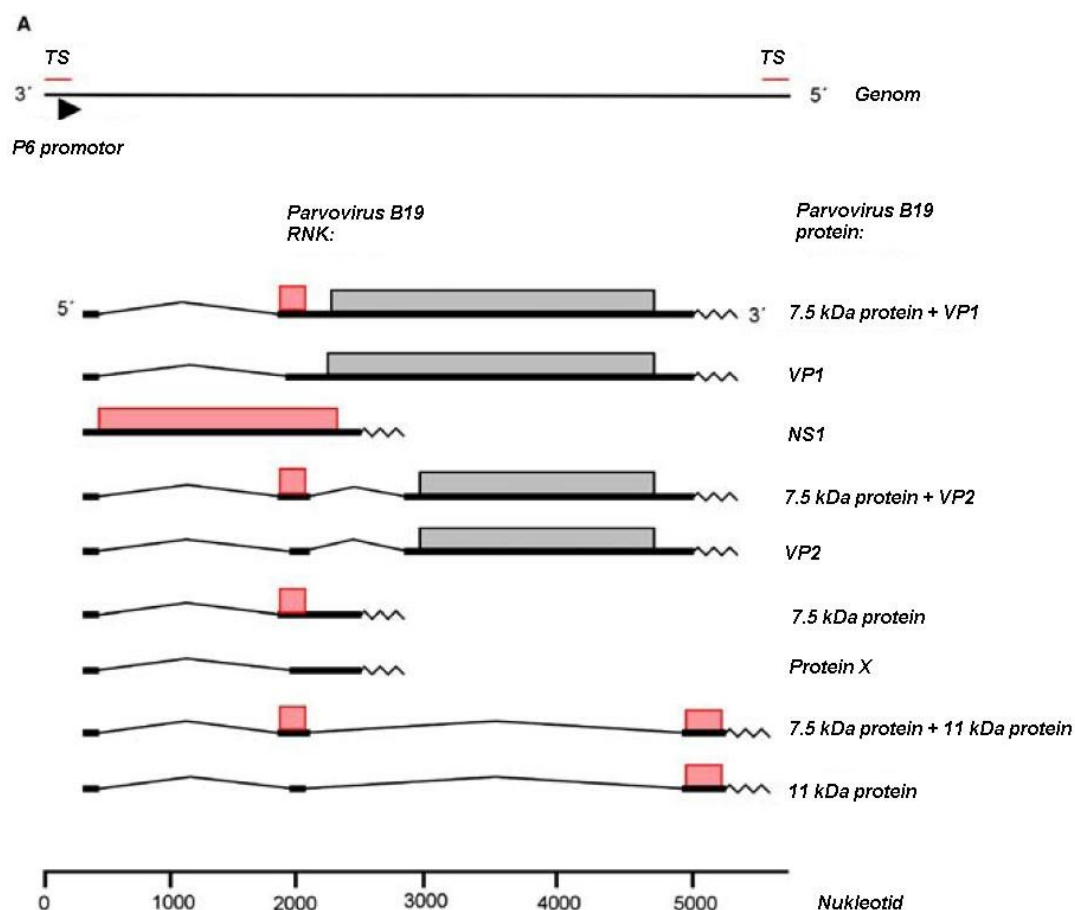 A
TS TS
3´ 5´ Genom
P6 promotor
Parvovirus B19
RNK:
Parvovirus B19
protein:
5´ 3´ 7.5 kDa protein + VP1
VP1
NS1
7.5 kDa protein + VP2
VP2
7.5 kDa protein
Protein X
7.5 kDa protein + 11 kDa protein
11 kDa protein
0 1000 2000 3000 4000 5000 Nukleotid